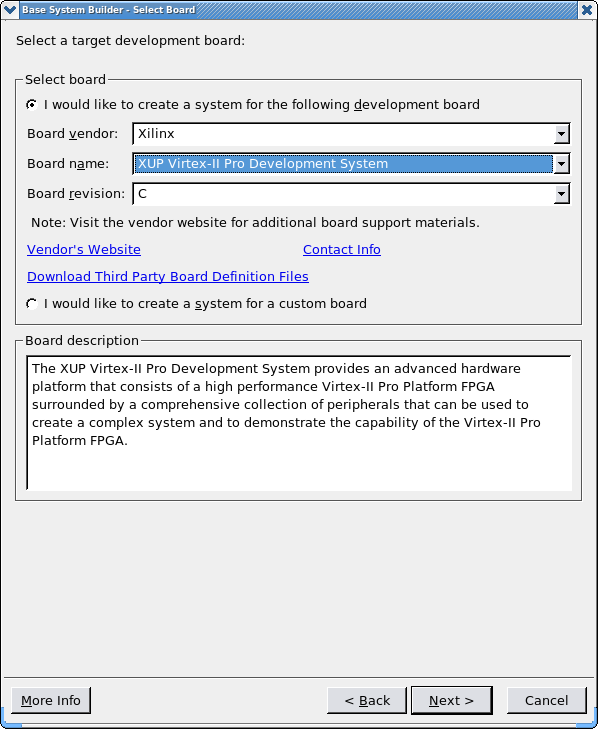 Base System Builder - Select Board
Select a target development board:
Select board
I would like to create a system for the following development board
Board vendor: Xilinx
Board name: XUP Virtex-II Pro Development System
Board revision: C
Note: Visit the vendor website for additional board support materials.
Vendor's Website Contact Info
Download Third Party Board Definition Files
I would like to create a system for a custom board
Board description
The XUP Virtex-II Pro Development System provides an advanced hardware
platform that consists of a high performance Virtex-II Pro Platform FPGA
surrounded by a comprehensive collection of peripherals that can be used to
create a complex system and to demonstrate the capability of the Virtex-II Pro
Platform FPGA.
More Info < Back Next > Cancel